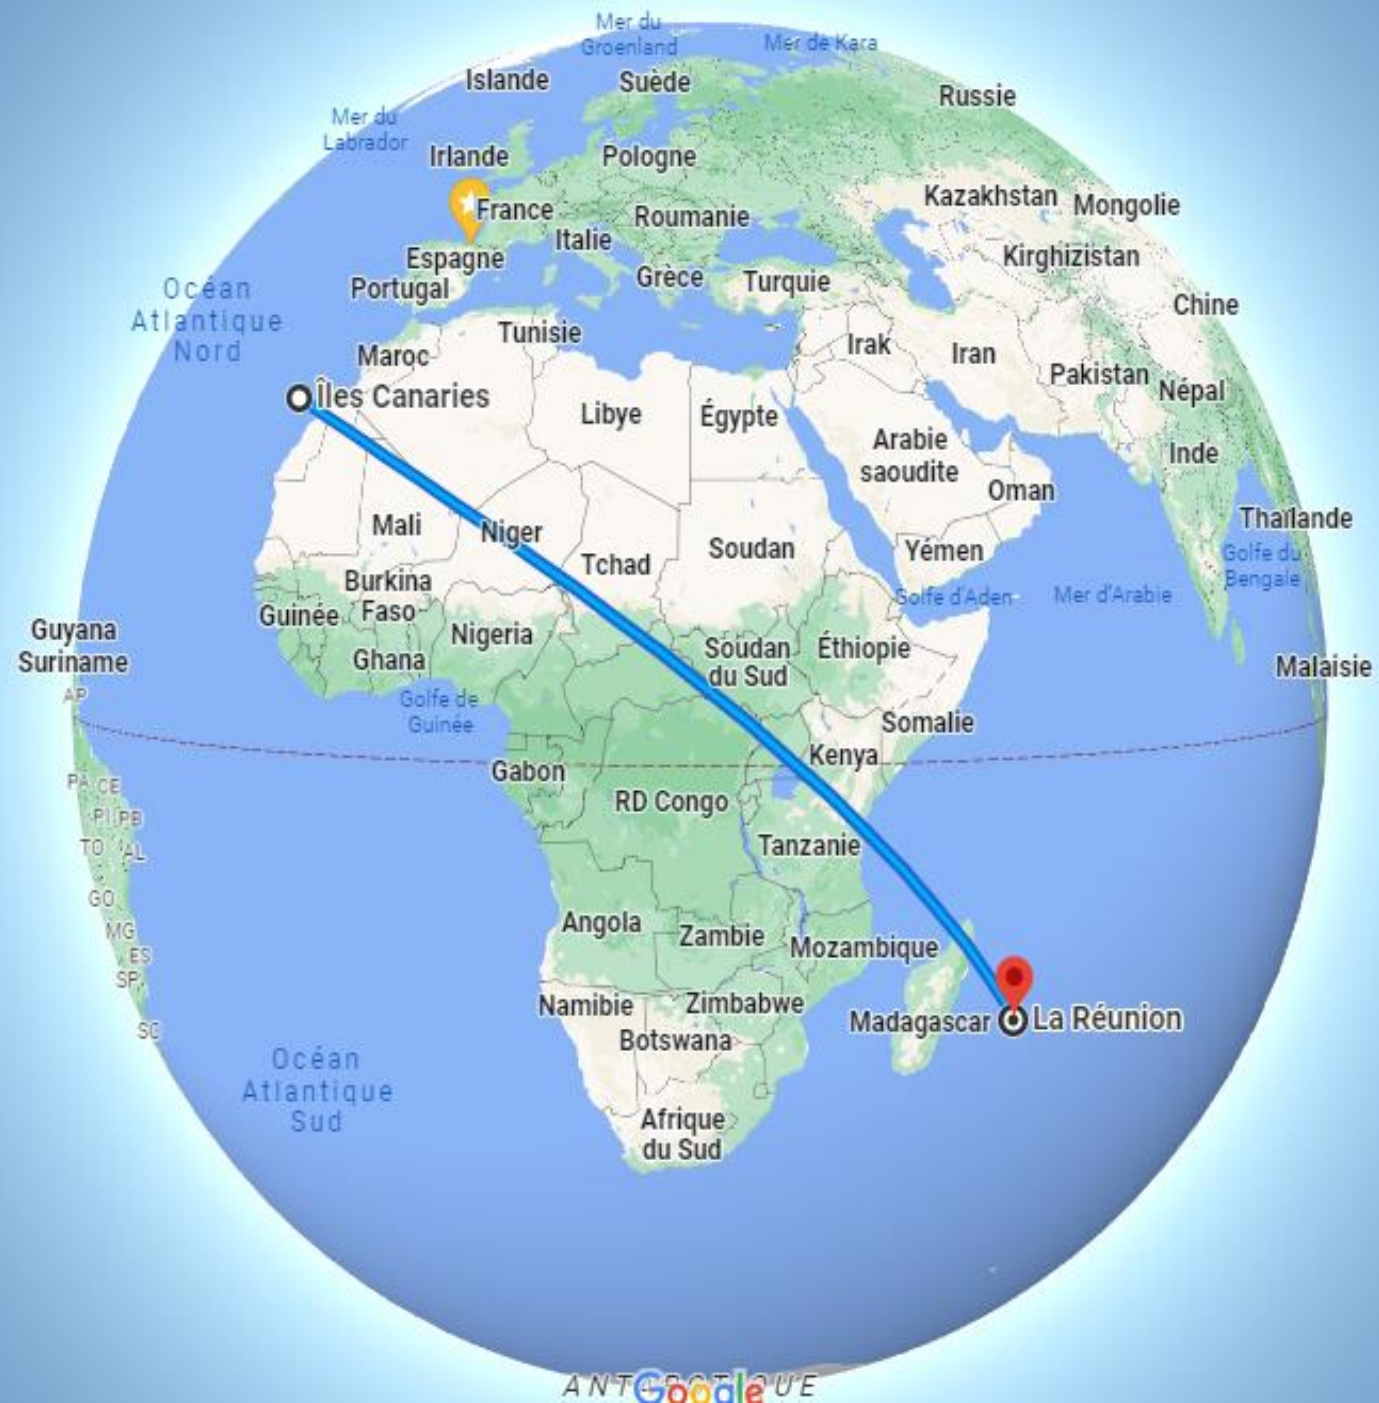 Mer du
Groenland
Mer de Kara
Islande
Suède
Russie
Mer du
Labrador
Irlande
Pologne
Kazakhstan
Mongolie
France
Roumanie
Italie
Kirghizistan
Espagne
Grèce
Turquie
Portugal
Océan
Atlantique
Nord
Chine
Tunisie
Maroc
Irak
Iran
Pakistan
Népal
Îles Canaries
Libye
Égypte
Arabie
saoudite
Inde
Oman
Mali
Niger
Thaïlande
Soudan
Yémen
Tchad
Golfe du
Bengale
Burkina
Faso
Golfe d'Aden
Mer d'Arabie
Guinée
Nigeria
Guyana
Suriname
Ghana
Soudan
du Sud
Éthiopie
Malaisie
AP
Golfe de
Guinée
Somalie
Kenya
Gabon
PA
CE
RD Congo
PI
PB
TO
AL
Tanzanie
GO
MG
Angola
Zambie
Mozambique
ES
SP
Namibie
Zimbabwe
Madagascar
La Réunion
SC
Botswana
Océan
Atlantique
Sud
Afrique
du Sud
Google